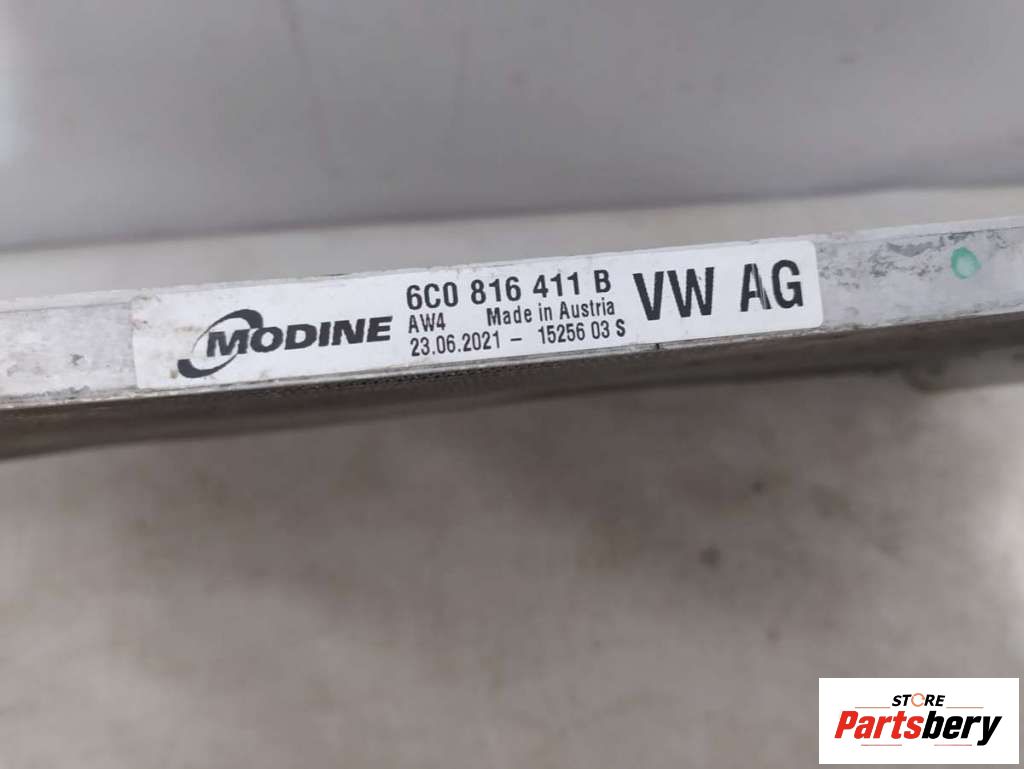 MODINE
6C0 816 411 B
AW4 Made in Austria
23.06.2021 - 15256 03 S
VW AG
STORE
Partsbery